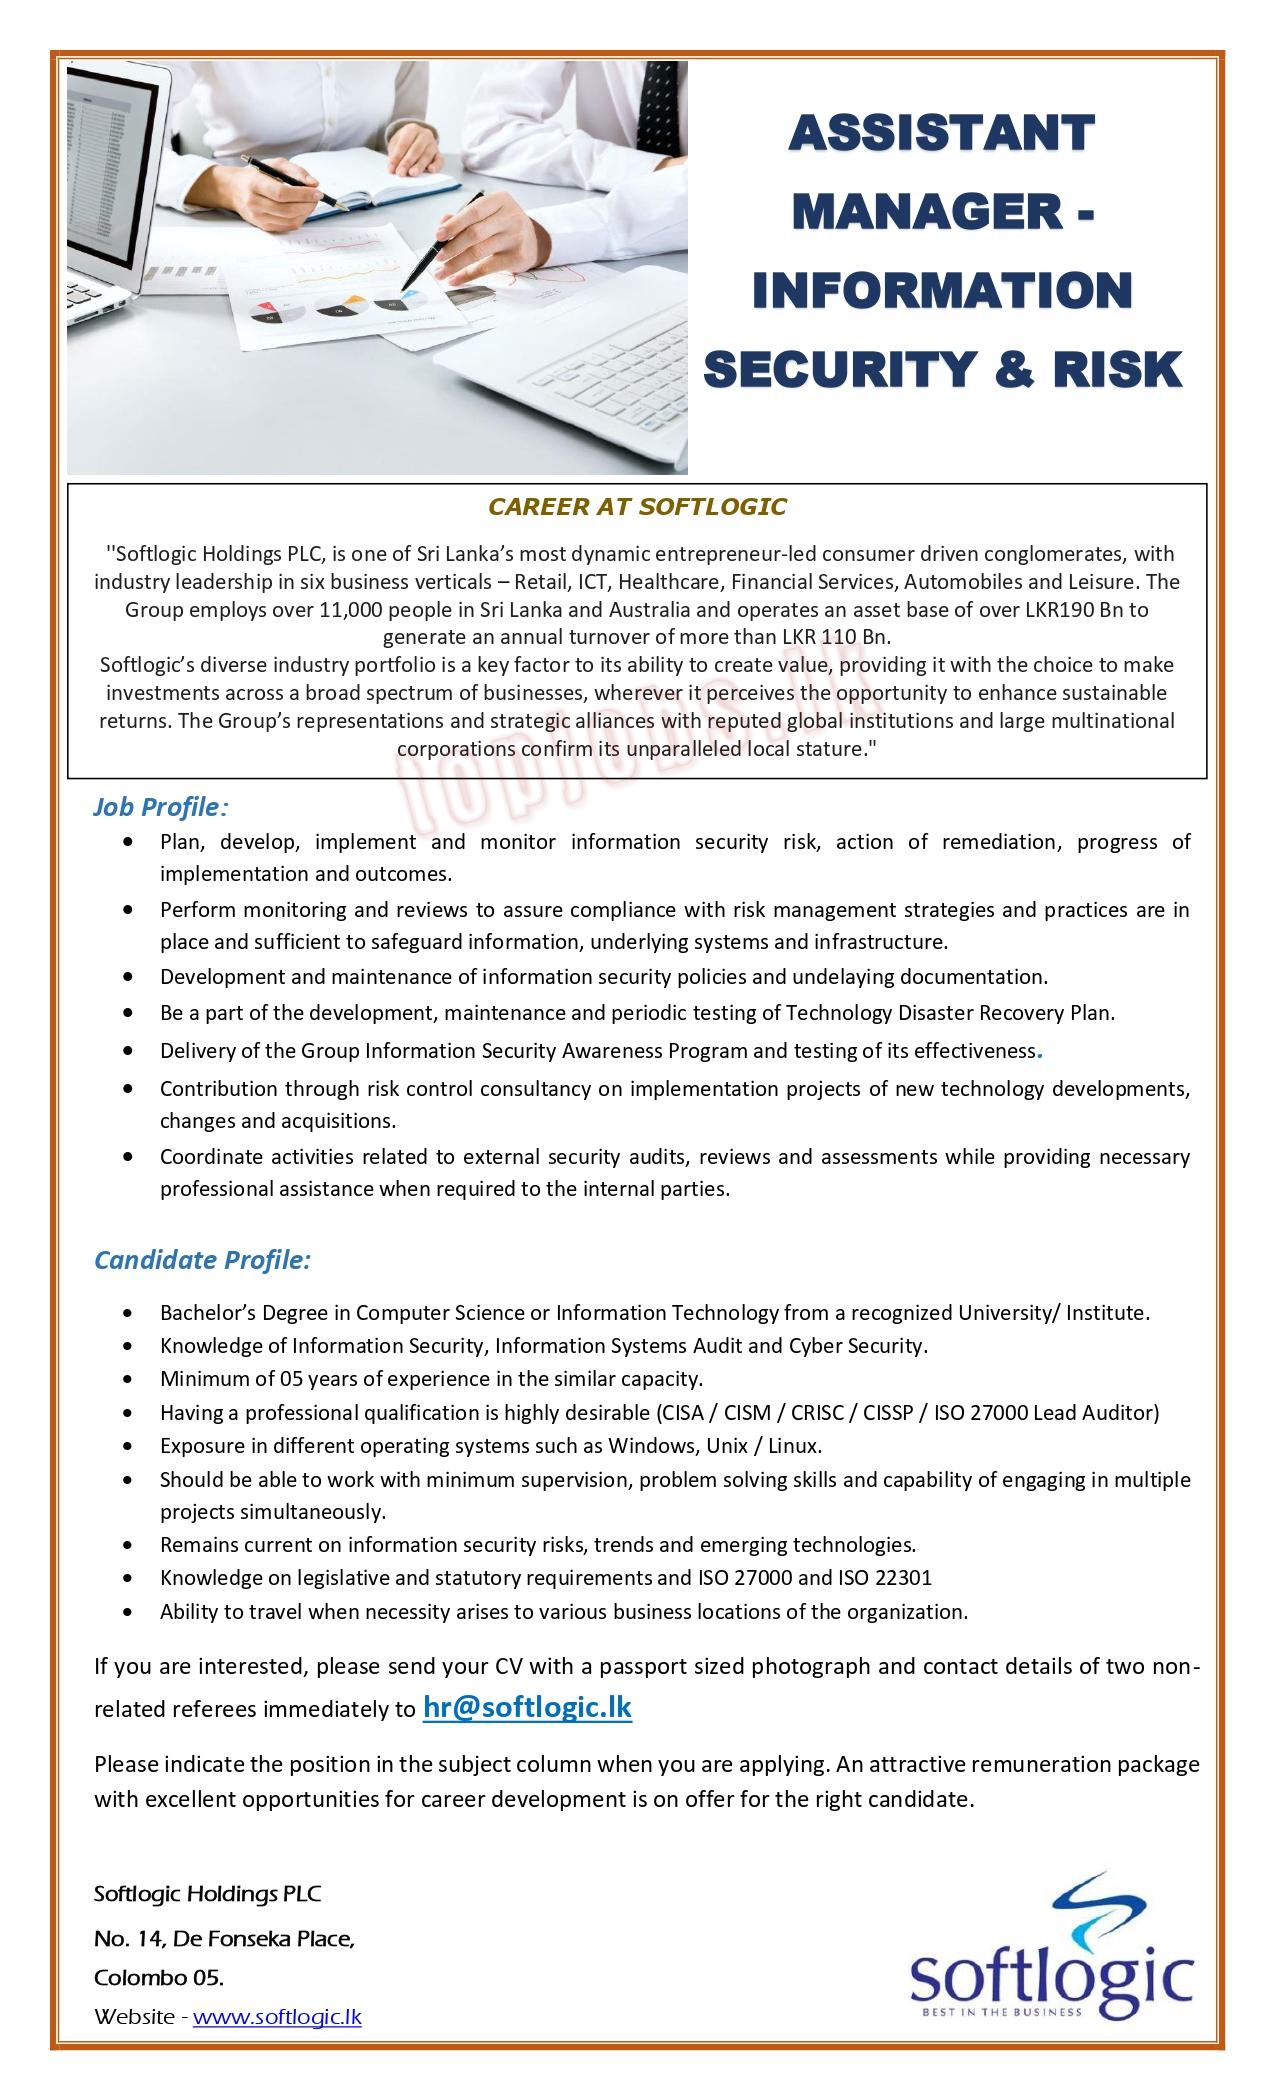 ASSISTANT
MANAGER -
INFORMATION
SECURITY & RISK
CAREER AT SOFTLOGIC
"Softlogic Holdings PLC, is one of Sri Lanka’s most dynamic entrepreneur-led consumer driven conglomerates, with
industry leadership in six business verticals – Retail, ICT, Healthcare, Financial Services, Automobiles and Leisure. The
Group employs over 11,000 people in Sri Lanka and Australia and operates an asset base of over LKR190 Bn to
generate an annual turnover of more than LKR 110 Bn.
Softlogic’s diverse industry portfolio is a key factor to its ability to create value, providing it with the choice to make
investments across a broad spectrum of businesses, wherever it perceives the opportunity to enhance sustainable
returns. The Group’s representations and strategic alliances with reputed global institutions and large multinational
corporations confirm its unparalleled local stature."
topjobs.lk
Job Profile:
• Plan, develop, implement and monitor information security risk, action of remediation, progress of
implementation and outcomes.
• Perform monitoring and reviews to assure compliance with risk management strategies and practices are in
place and sufficient to safeguard information, underlying systems and infrastructure.
• Development and maintenance of information security policies and undelaying documentation.
• Be a part of the development, maintenance and periodic testing of Technology Disaster Recovery Plan.
• Delivery of the Group Information Security Awareness Program and testing of its effectiveness.
• Contribution through risk control consultancy on implementation projects of new technology developments,
changes and acquisitions.
• Coordinate activities related to external security audits, reviews and assessments while providing necessary
professional assistance when required to the internal parties.
Candidate Profile:
• Bachelor’s Degree in Computer Science or Information Technology from a recognized University/ Institute.
• Knowledge of Information Security, Information Systems Audit and Cyber Security.
• Minimum of 05 years of experience in the similar capacity.
• Having a professional qualification is highly desirable (CISA / CISM / CRISC / CISSP / ISO 27000 Lead Auditor)
• Exposure in different operating systems such as Windows, Unix / Linux.
• Should be able to work with minimum supervision, problem solving skills and capability of engaging in multiple
projects simultaneously.
• Remains current on information security risks, trends and emerging technologies.
• Knowledge on legislative and statutory requirements and ISO 27000 and ISO 22301
• Ability to travel when necessity arises to various business locations of the organization.
If you are interested, please send your CV with a passport sized photograph and contact details of two non-
related referees immediately to hr@softlogic.lk
Please indicate the position in the subject column when you are applying. An attractive remuneration package
with excellent opportunities for career development is on offer for the right candidate.
Softlogic Holdings PLC
No. 14, De Fonseka Place,
Colombo 05.
Website - www.softlogic.lk
softlogic
BEST IN THE BUSINESS